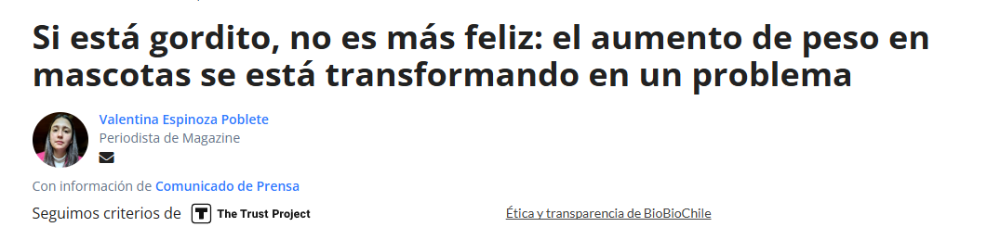 Si está gordito, no es más feliz: el aumento de peso en
mascotas se está transformando en un problema
Valentina Espinoza Poblete
Periodista de Magazine
Con información de Comunicado de Prensa
Seguimos criterios de T The Trust Project
Ética y transparencia de BioBioChile